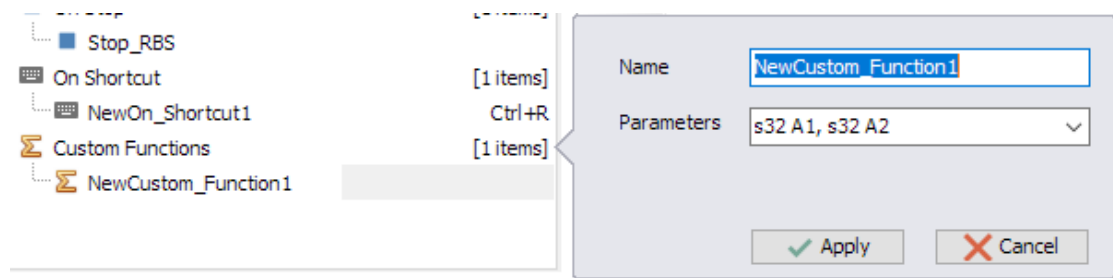 Stop_RBS
On Shortcut [1 items]
NewOn_Shortcut1 Ctrl+R
Custom Functions [1 items]
NewCustom_Function1
Name NewCustom_Function1
Parameters s32 A1, s32 A2
Apply Cancel